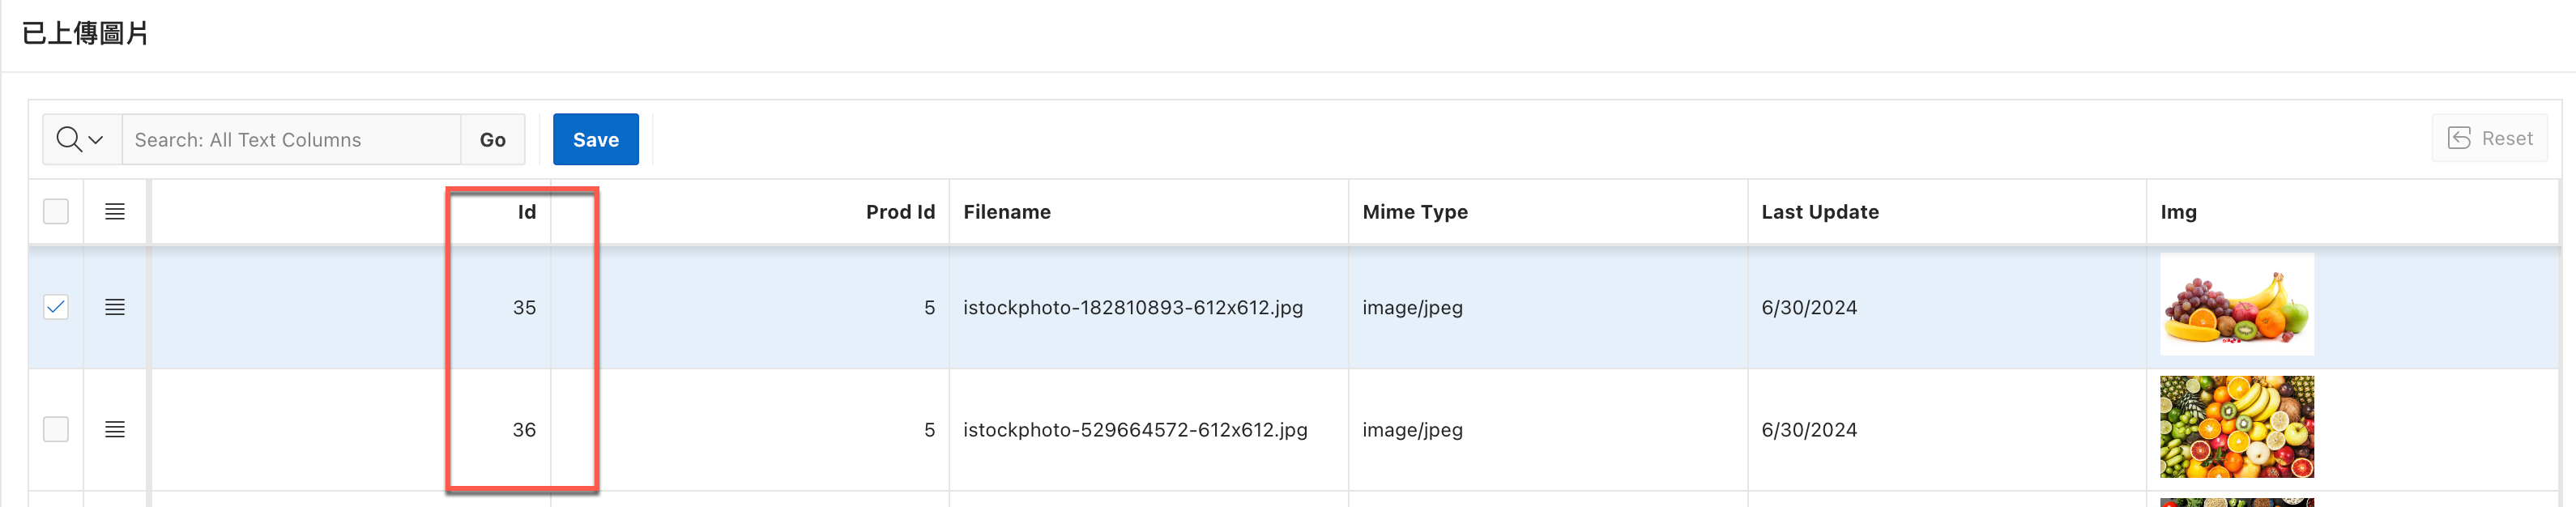 已上傳圖片
Search: All Text Columns Go Save Reset
Id Prod Id Filename Mime Type Last Update Img
35 5 istockphoto-182810893-612x612.jpg image/jpeg 6/30/2024
36 5 istockphoto-529664572-612x612.jpg image/jpeg 6/30/2024